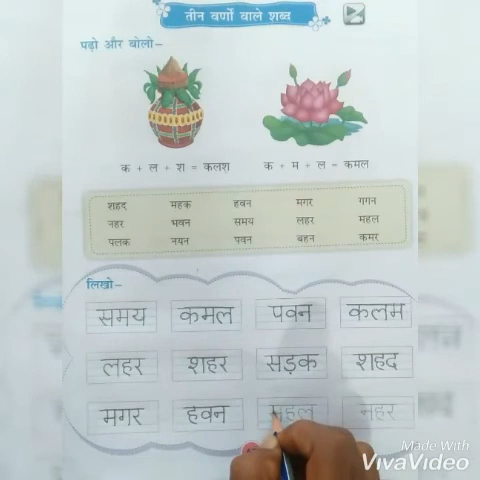 तीन वर्णों वाले शब्द
पढ़ो और बोलो-
क + ल + श = कलश क + म + ल = कमल
शहद महक हवन मगर गगन
नहर भवन समय लहर महल
पलक नयन पवन बहन कमर
लिखो-
समय कमल पवन कलम
लहर शहर सड़क शहद
मगर हवन महल नहर
Made With
VivaVideo